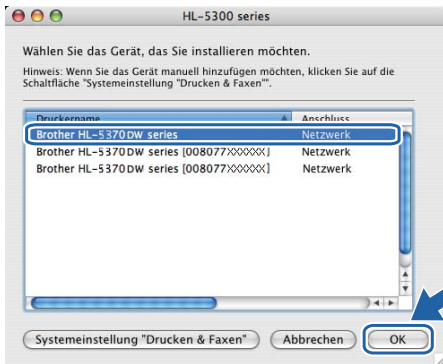 HL-5300 series
Wählen Sie das Gerät, das Sie installieren möchten.
Hinweis: Wenn Sie das Gerät manuell hinzufügen möchten, klicken Sie auf die
Schaltfläche "Systemeinstellung "Drucken & Faxen"".
Druckername Anschluss
Brother HL-5370DW series Netzwerk
Brother HL-5370DW series [008077XXXXXX] Netzwerk
Brother HL-5370DW series [008077XXXXXX] Netzwerk
Systemeinstellung "Drucken & Faxen" Abbrechen OK